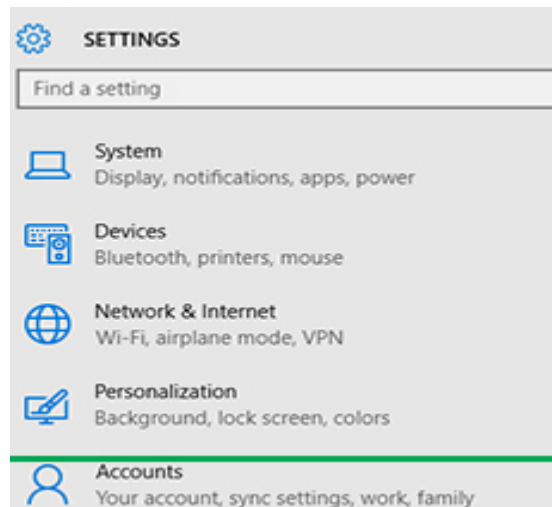 SETTINGS
Find a setting
System
Display, notifications, apps, power
Devices
Bluetooth, printers, mouse
Network & Internet
Wi-Fi, airplane mode, VPN
Personalization
Background, lock screen, colors
Accounts
Your account, sync settings, work, family